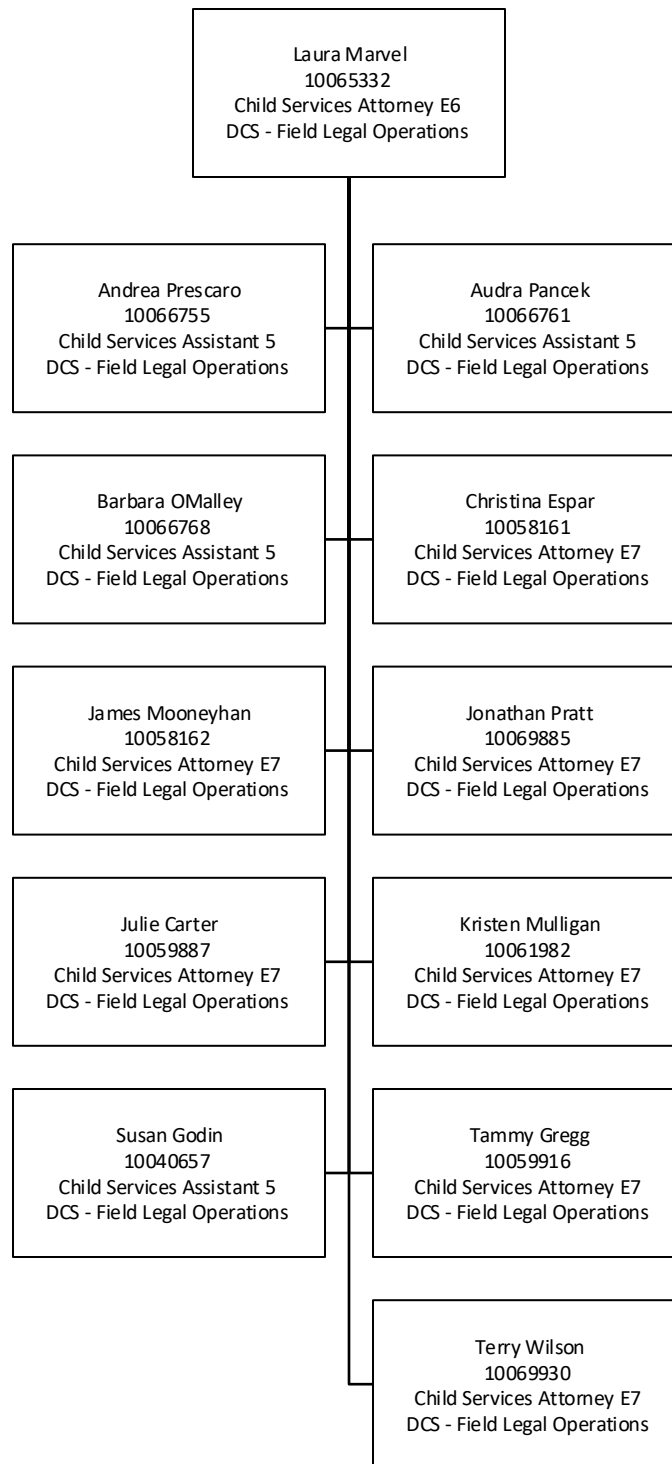 Laura Marvel
10065332
Child Services Attorney E6
DCS - Field Legal Operations
Andrea Prescaro
10066755
Child Services Assistant 5
DCS - Field Legal Operations
Audra Pancek
10066761
Child Services Assistant 5
DCS - Field Legal Operations
Barbara OMalley
10066768
Child Services Assistant 5
DCS - Field Legal Operations
Christina Espar
10058161
Child Services Attorney E7
DCS - Field Legal Operations
James Mooneyhan
10058162
Child Services Attorney E7
DCS - Field Legal Operations
Jonathan Pratt
10069885
Child Services Attorney E7
DCS - Field Legal Operations
Julie Carter
10059887
Child Services Attorney E7
DCS - Field Legal Operations
Kristen Mulligan
10061982
Child Services Attorney E7
DCS - Field Legal Operations
Susan Godin
10040657
Child Services Assistant 5
DCS - Field Legal Operations
Tammy Gregg
10059916
Child Services Attorney E7
DCS - Field Legal Operations
Terry Wilson
10069930
Child Services Attorney E7
DCS - Field Legal Operations